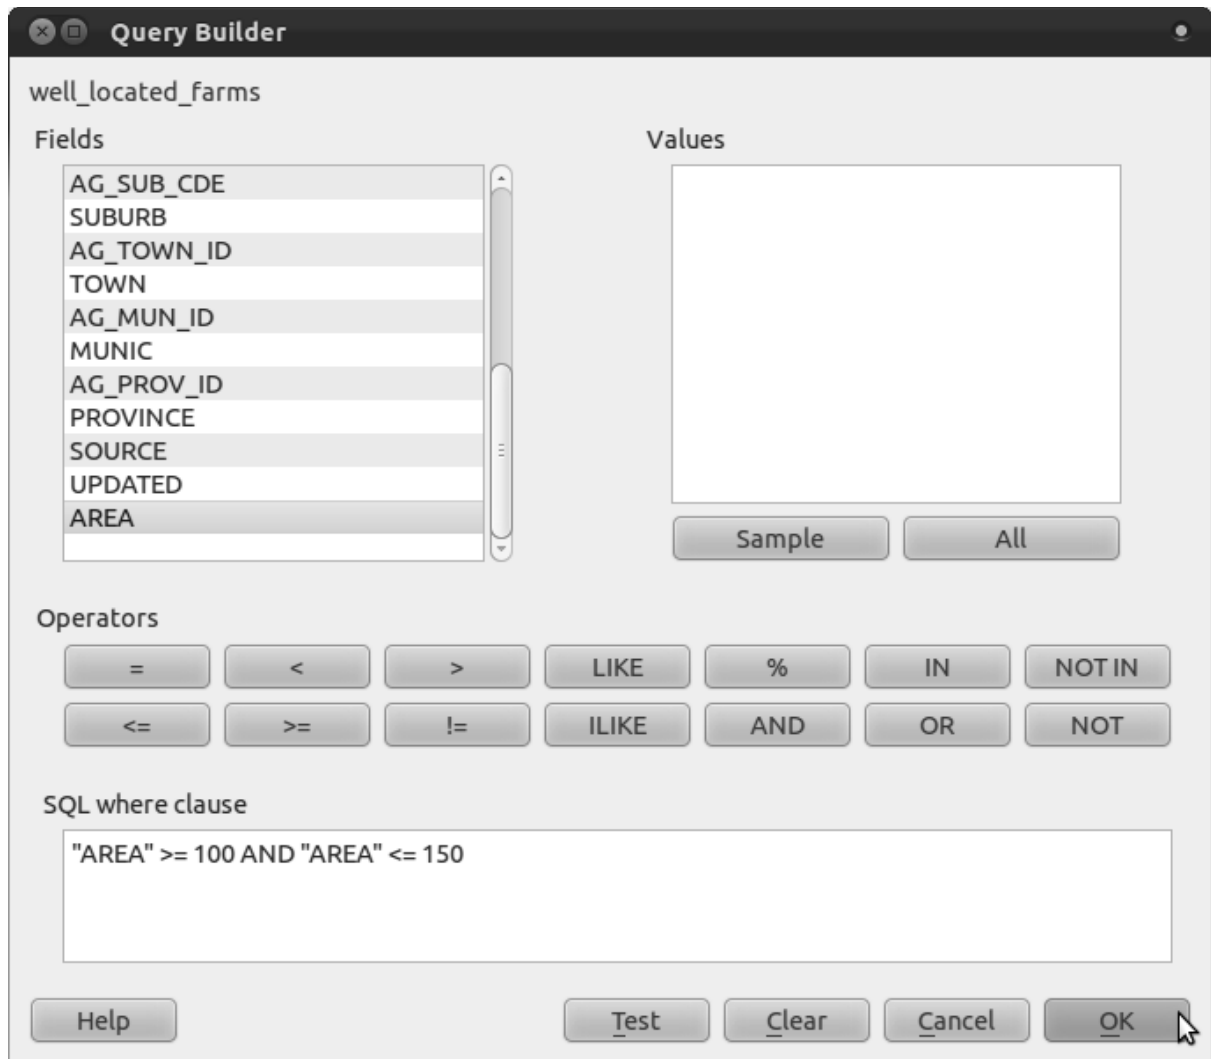 Query Builder
well_located_farms
Fields
Values
AG_SUB_CDE
SUBURB
AG_TOWN_ID
TOWN
AG_MUN_ID
MUNIC
AG_PROV_ID
PROVINCE
SOURCE
UPDATED
AREA
Sample All
Operators
= < > LIKE % IN NOT IN
<= >= != ILIKE AND OR NOT
SQL where clause
"AREA" >= 100 AND "AREA" <= 150
Help Test Clear Cancel OK